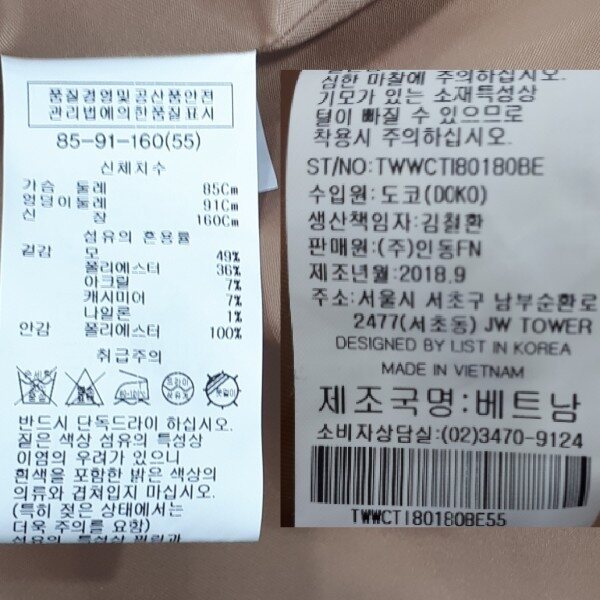 품질경영및공산품안전
관리법에의한품질표시
85-91-160(55)
신체치수
가슴 둘레 85Cm
엉덩이둘레 91Cm
신 장 160Cm
섬유의 혼용률
겉감 모 49%
폴리에스터 36%
아크릴 7%
캐시미어 7%
나일론 1%
안감 폴리에스터 100%
취급주의
반드시 단독드라이 하십시오.
짙은 색상 섬유의 특성상
이염의 우려가 있으니
흰색을 포함한 밝은 색상의
의류와 겹쳐입지 마십시오.
(특히 젖은 상태에서는
더욱 주의를 요함)
섬유의 특성상
심한 마찰에 주의하십시오.
기모가 있는 소재특성상
털이 빠질 수 있으므로
착용시 주의하십시오.
ST/NO:TWWCTI80180BE
수입원:도코(DOKO)
생산책임자:김철환
판매원:(주)인동FN
제조년월:2018.9
주소:서울시 서초구 남부순환로
2477(서초동) JW TOWER
DESIGNED BY LIST IN KOREA
MADE IN VIETNAM
제조국명:베트남
소비자상담실:(02)3470-9124
TWWCTI80180BE55